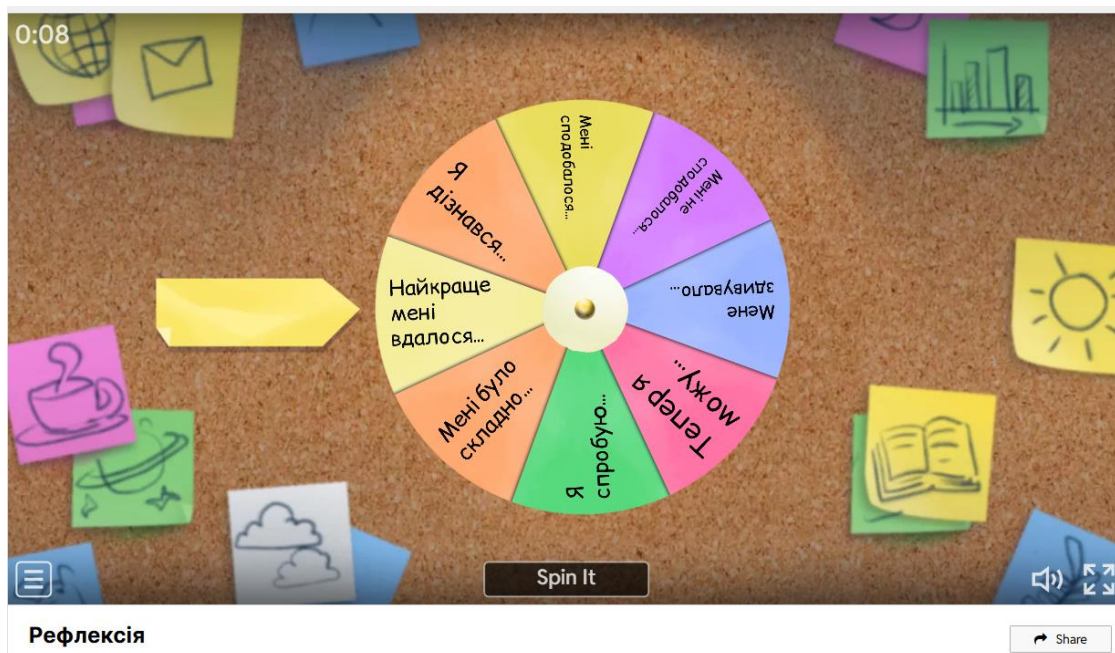 0:08
Мені
сподобалося...
Мені не
сподобалося...
Мене
здивувало...
Тепер я
можу...
Я
спробую...
Мені було
складно...
Найкраще
мені
вдалося...
Я
дізнався...
Spin It
Рефлексія
Share